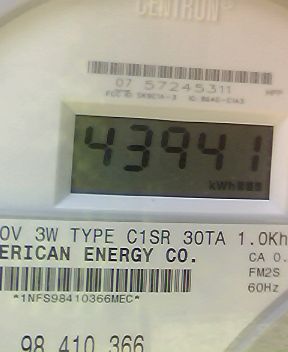 CENTRON®
07 57245311
43941
kWh
0V 3W TYPE C1SR 30TA 1.0Kh
ERICAN ENERGY CO.
CA 0.
FM2S
60Hz
*1NFS98410366MEC*
98 410 366